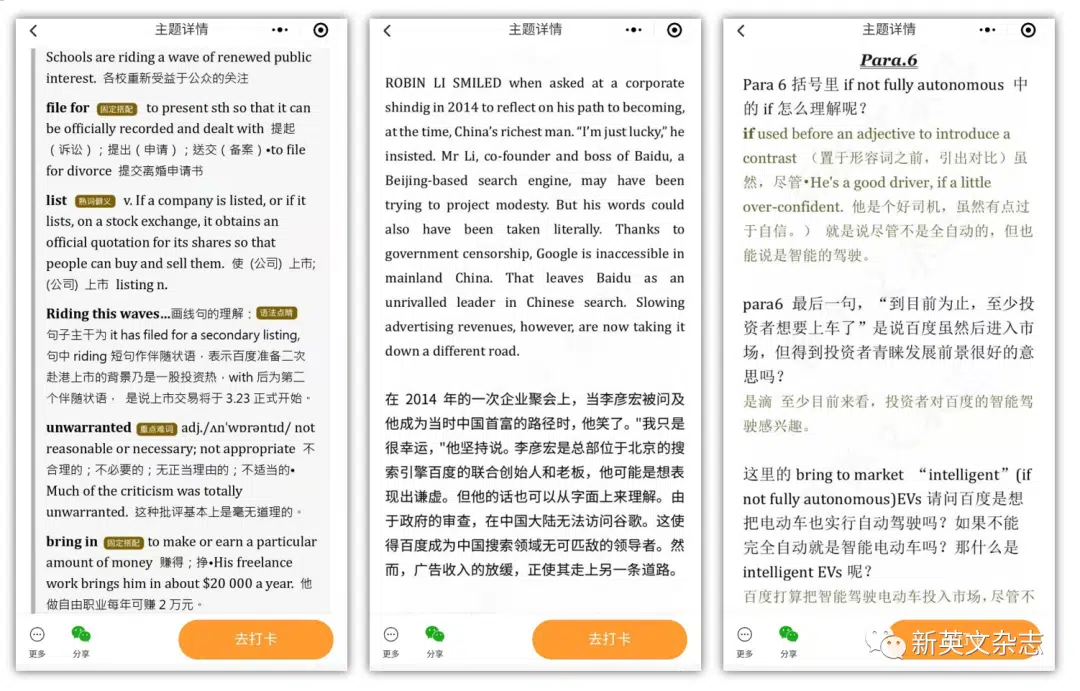 主题详情
Schools are riding a wave of renewed public
interest. 各校重新受益于公众的关注
file for 固定搭配 to present sth so that it can
be officially recorded and dealt with 提起
（诉讼）；提出（申请）；送交（备案）•to file
for divorce 提交离婚申请书
list 熟词僻义 v. If a company is listed, or if it
lists, on a stock exchange, it obtains an
official quotation for its shares so that
people can buy and sell them. 使 (公司) 上市;
(公司) 上市 listing n.
Riding this waves...画线句的理解： 语法点睛
句子主干为 it has filed for a secondary listing,
句中 riding 短句作伴随状语，表示百度准备二次
赴港上市的背景乃是一股投资热，with 后为第二
个伴随状语， 是说上市交易将于 3.23 正式开始。
unwarranted 重点难词 adj./ʌnˈwɒrəntɪd/ not
reasonable or necessary; not appropriate 不
合理的；不必要的；无正当理由的；不适当的•
Much of the criticism was totally
unwarranted. 这种批评基本上是毫无道理的。
bring in 固定搭配 to make or earn a particular
amount of money 赚得；挣•His freelance
work brings him in about $20 000 a year. 他
做自由职业每年可赚 2 万元。
更多
分享
去打卡
主题详情
ROBIN LI SMILED when asked at a corporate
shindig in 2014 to reflect on his path to becoming,
at the time, China's richest man. “I'm just lucky,” he
insisted. Mr Li, co-founder and boss of Baidu, a
Beijing-based search engine, may have been
trying to project modesty. But his words could
also have been taken literally. Thanks to
government censorship, Google is inaccessible in
mainland China. That leaves Baidu as an
unrivalled leader in Chinese search. Slowing
advertising revenues, however, are now taking it
down a different road.
在 2014 年的一次企业聚会上，当李彦宏被问及
他成为当时中国首富的路径时，他笑了。"我只是
很幸运，"他坚持说。李彦宏是总部位于北京的搜
索引擎百度的联合创始人和老板，他可能是想表
现出谦虚。但他的话也可以从字面上来理解。由
于政府的审查，在中国大陆无法访问谷歌。这使
得百度成为中国搜索领域无可匹敌的领导者。然
而，广告收入的放缓，正使其走上另一条道路。
更多
分享
去打卡
主题详情
Para.6
Para 6 括号里 if not fully autonomous 中
的 if 怎么理解呢？
if used before an adjective to introduce a
contrast （置于形容词之前，引出对比）虽
然，尽管•He's a good driver, if a little
over-confident. 他是个好司机，虽然有点过
于自信。） 就是说尽管不是全自动的，但也
能说是智能的驾驶。
para6 最后一句，“到目前为止，至少投
资者想要上车了”是说百度虽然后进入市
场，但得到投资者青睐发展前景很好的意
思吗？
是滴 至少目前来看，投资者对百度的智能驾
驶感兴趣。
这里的 bring to market “intelligent”(if
not fully autonomous)EVs 请问百度是想
把电动车也实行自动驾驶吗？如果不能
完全自动就是智能电动车吗？那什么是
intelligent EVs 呢？
百度打算把智能驾驶电动车投入市场，尽管不
更多
分享
新英文杂志